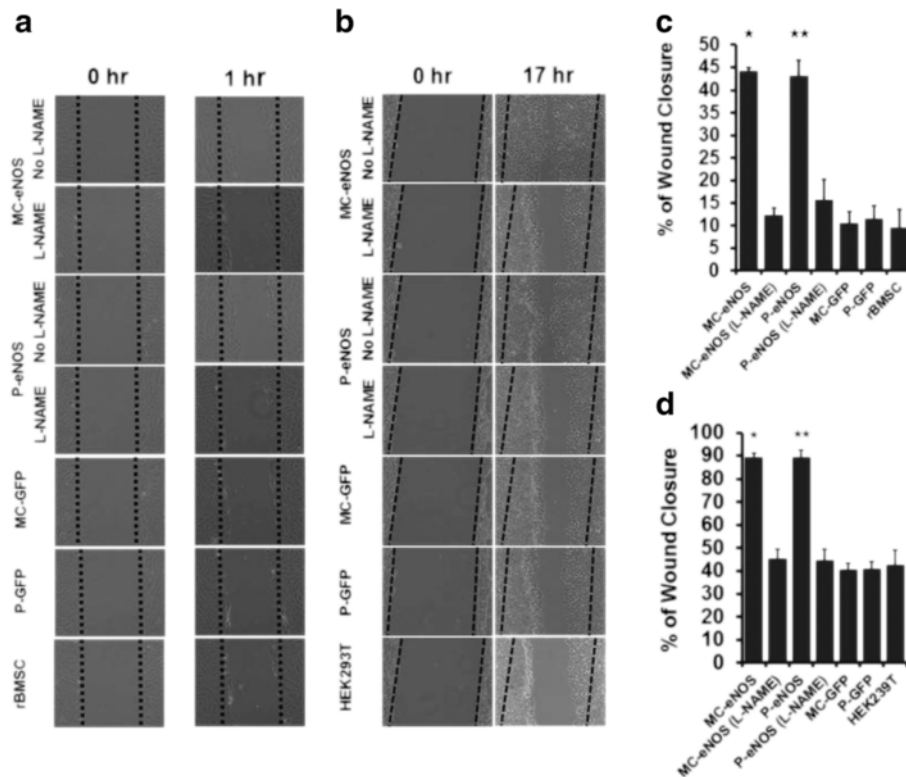 a
0 hr
1 hr
MC-eNOS
No L-NAME
L-NAME
P-eNOS
No L-NAME
L-NAME
MC-GFP
P-GFP
rBMSC
b
0 hr
17 hr
MC-eNOS
No L-NAME
L-NAME
P-eNOS
No L-NAME
L-NAME
MC-GFP
P-GFP
HEK293T
c
* **
% of Wound Closure
50
45
40
35
30
25
20
15
10
5
0
MC-eNOS
MC-eNOS (L-NAME)
P-eNOS
P-eNOS (L-NAME)
MC-GFP
P-GFP
rBMSC
d
* **
% of Wound Closure
100
90
80
70
60
50
40
30
20
10
0
MC-eNOS
MC-eNOS (L-NAME)
P-eNOS
P-eNOS (L-NAME)
MC-GFP
P-GFP
HEK239T